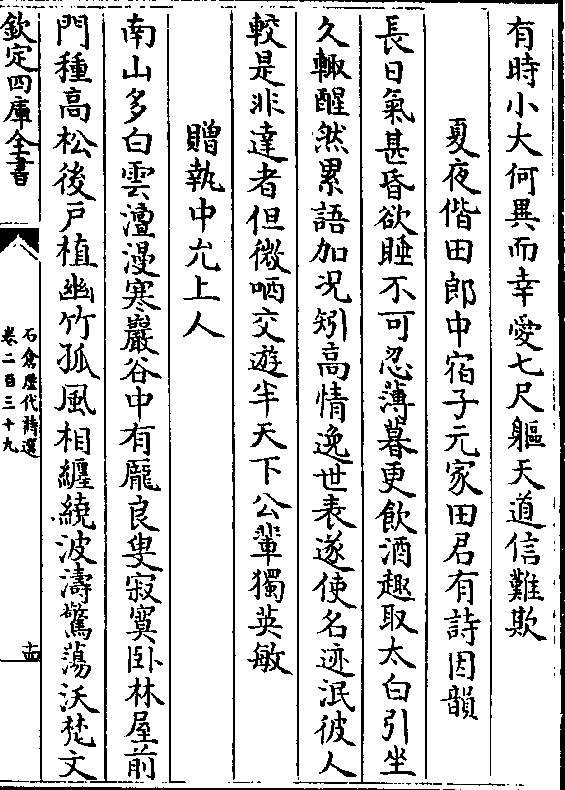 有時小大何異而幸愛七尺軀天道信難欺
夏夜偕田郎中宿子元家田君有詩因韻
長日氣甚昏欲睡不可忍薄暮更飲酒趣取太白引坐
久輙醒然累語加况矧高情逸世表遂使名迹泯彼人
較是非達者但微哂交遊半天下公輩獨英敏
贈執中允上人
南山多白雲澶漫寒巖谷中有龎良叟寂寞卧林屋前
門種高松後戸植幽竹孤風相纏繞波濤驚蕩沃梵文
欽定四庫全書
石倉歴代詩選
卷二百三十九
十四